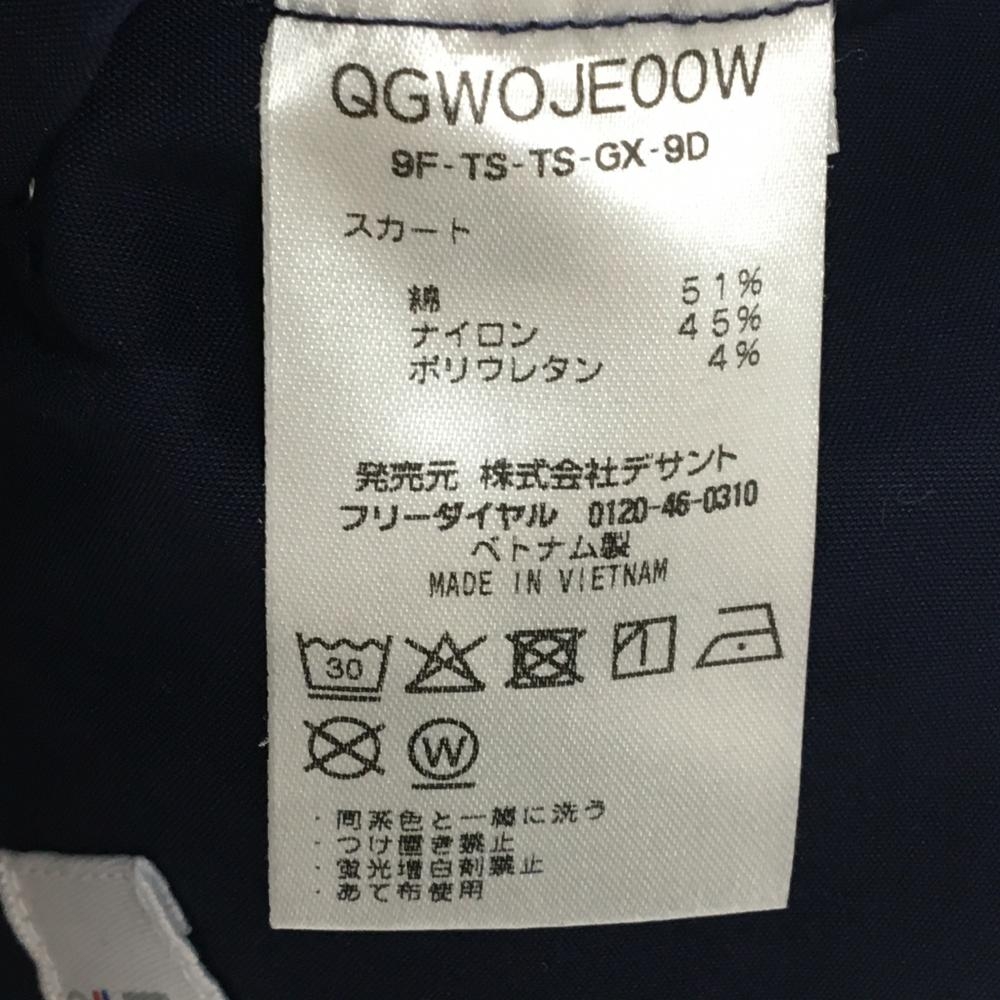 QGWOJE00W
9F-TS-TS-GX-9D
スカート
綿 51%
ナイロン 45%
ポリウレタン 4%
発売元 株式会社デサント
フリーダイヤル 0120-46-0310
ベトナム製
MADE IN VIETNAM
30
W
・同系色と一緒に洗う
・つけ置き禁止
・蛍光増白剤禁止
・あて布使用